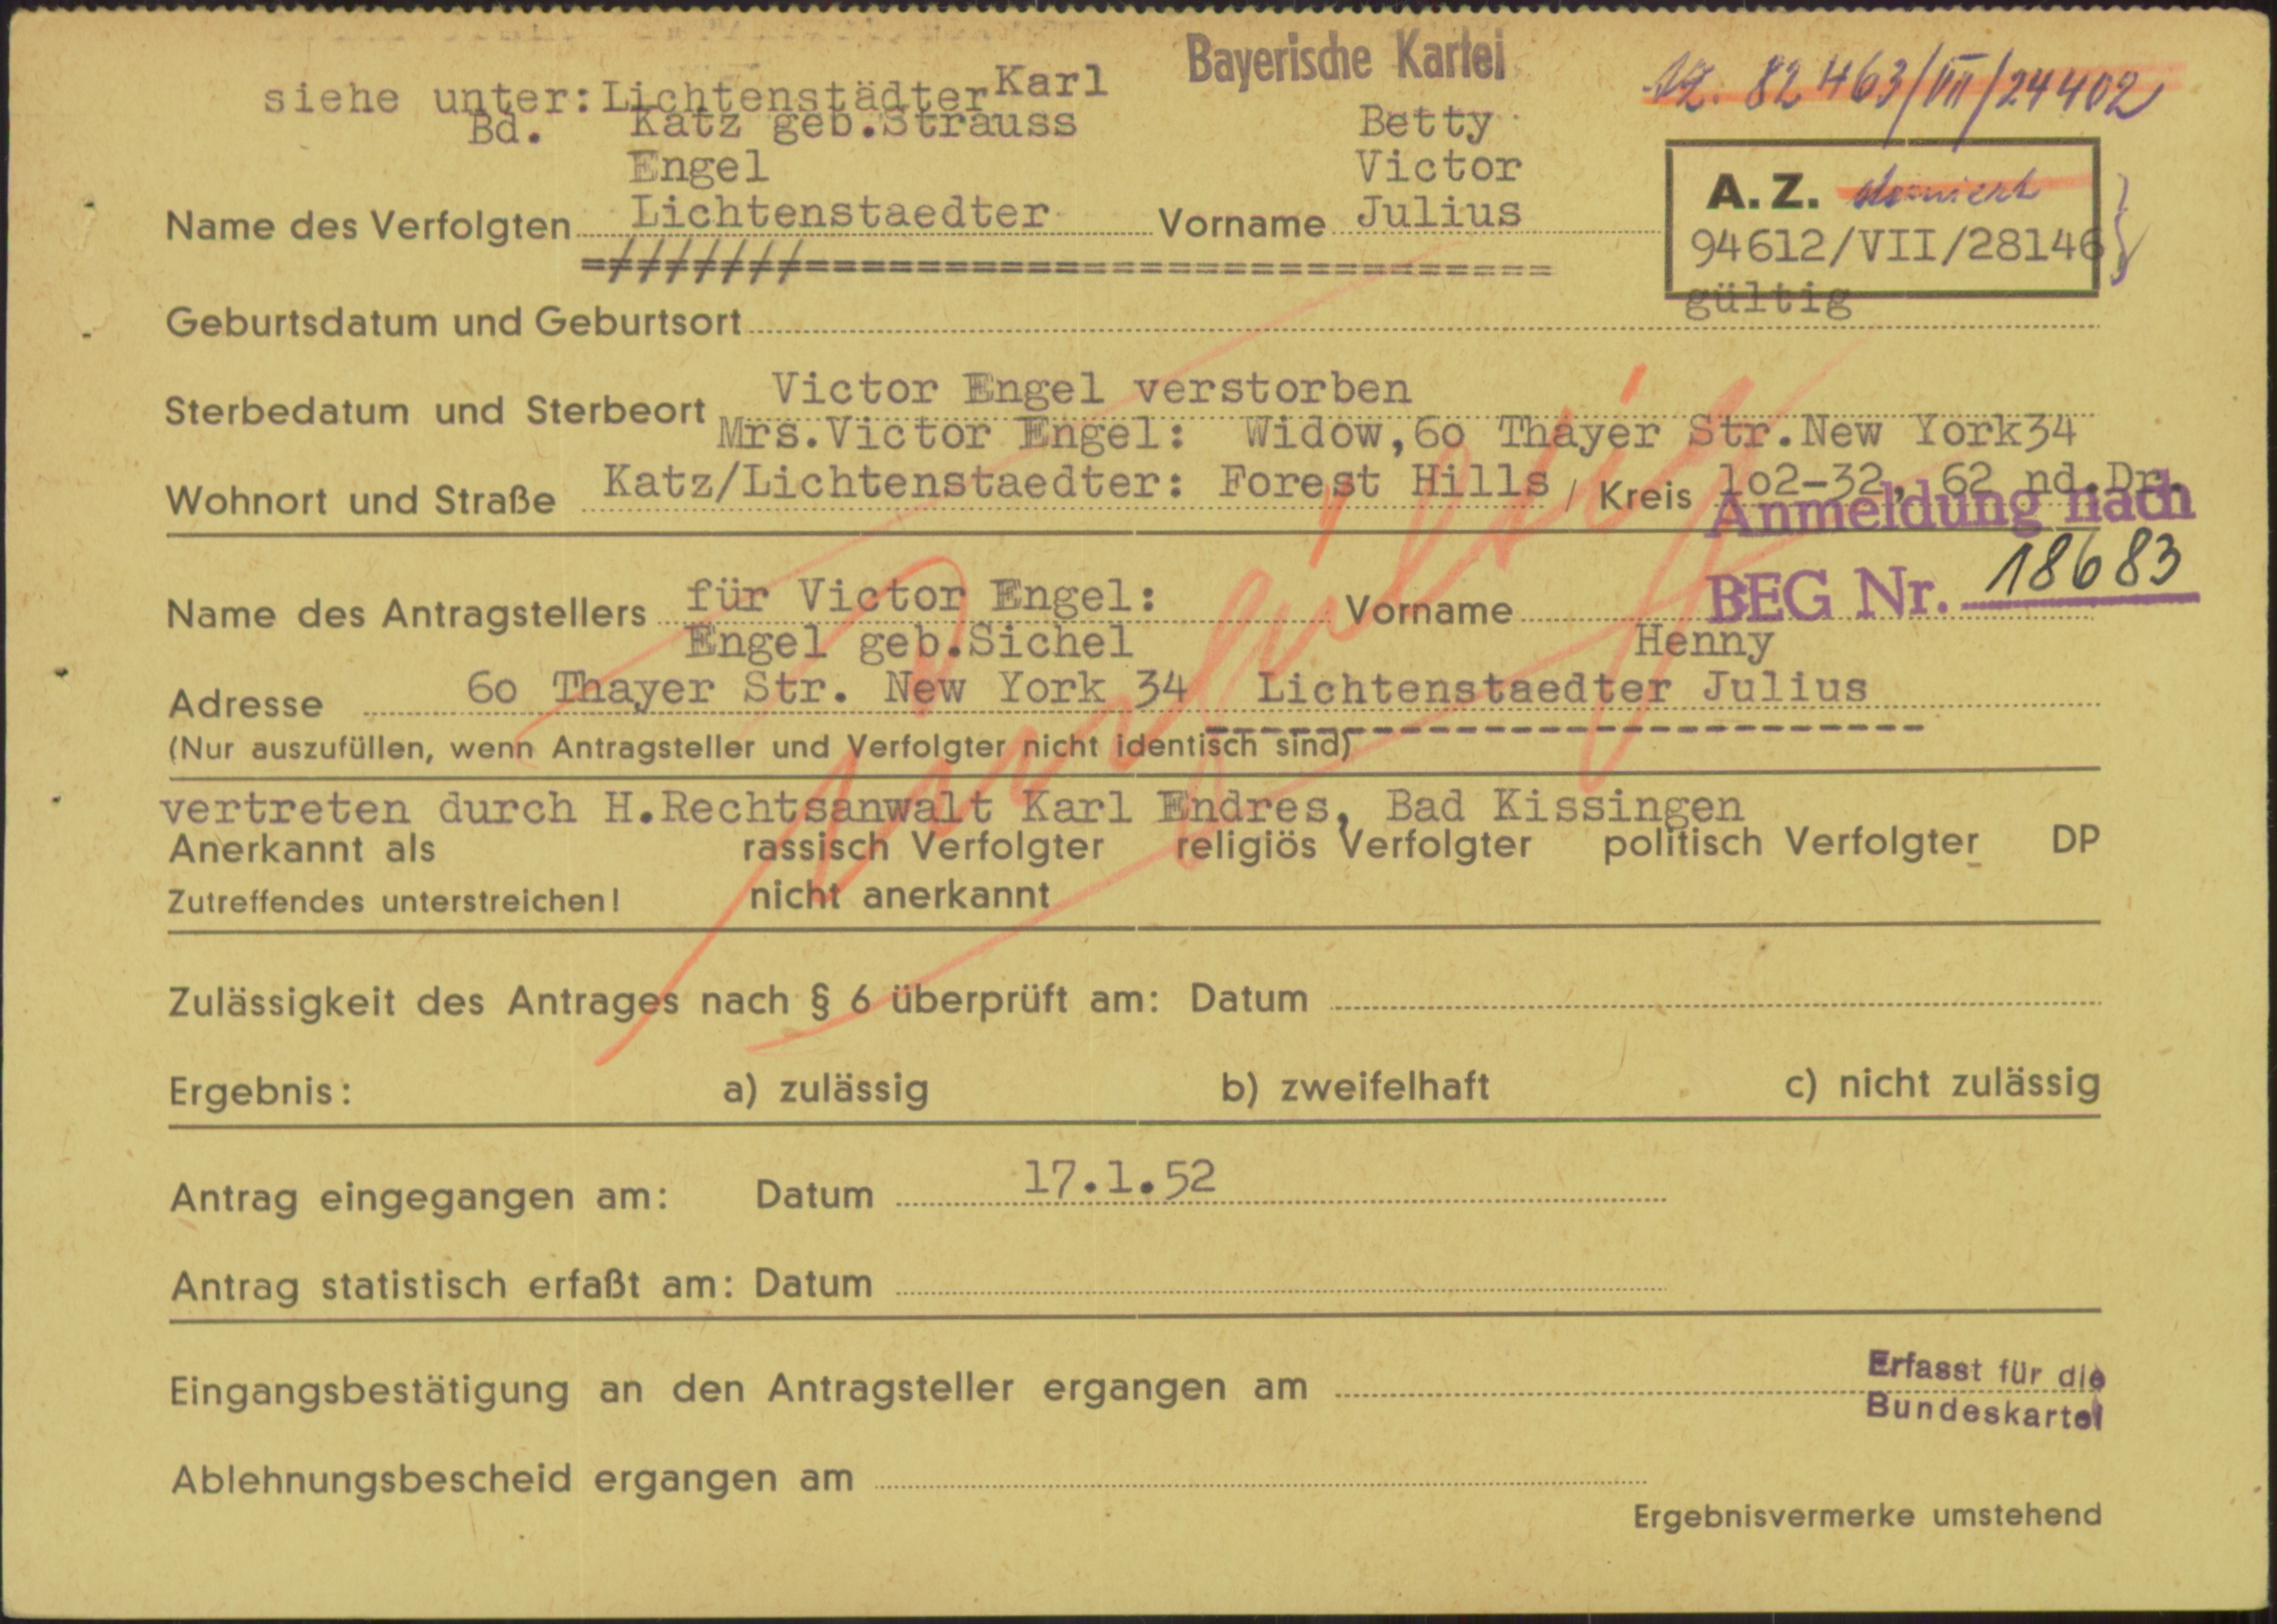 Bayerische Kartei
siehe unter: Lichtenstädter Karl
82463/VII/24402
Bd. Katz geb.Strauss Betty
Engel Victor
Name des Verfolgten Lichtenstaedter Vorname Julius
A.Z.
94612/VII/28146
gültig
Geburtsdatum und Geburtsort
Victor Engel verstorben
Sterbedatum und Sterbeort
Mrs.Victor Engel: Widow,6o Thayer Str.New York34
Wohnort und Straße Katz/Lichtenstaedter: Forest Hills / Kreis 1o2-32, 62 nd.Dr.
Anmeldung nach
BEG Nr. 18683
ungültig
Name des Antragstellers für Victor Engel: Vorname
Engel geb.Sichel Henny
Adresse 6o Thayer Str. New York 34 Lichtenstaedter Julius
(Nur auszufüllen, wenn Antragsteller und Verfolgter nicht identisch sind)
vertreten durch H.Rechtsanwalt Karl Endres, Bad Kissingen
Anerkannt als rassisch Verfolgter religiös Verfolgter politisch Verfolgter DP
Zutreffendes unterstreichen! nicht anerkannt
Zulässigkeit des Antrages nach § 6 überprüft am: Datum
Ergebnis: a) zulässig b) zweifelhaft c) nicht zulässig
Antrag eingegangen am: Datum 17.1.52
Antrag statistisch erfaßt am: Datum
Eingangsbestätigung an den Antragsteller ergangen am
Erfasst für die
Bundeskartei
Ablehnungsbescheid ergangen am
Ergebnisvermerke umstehend